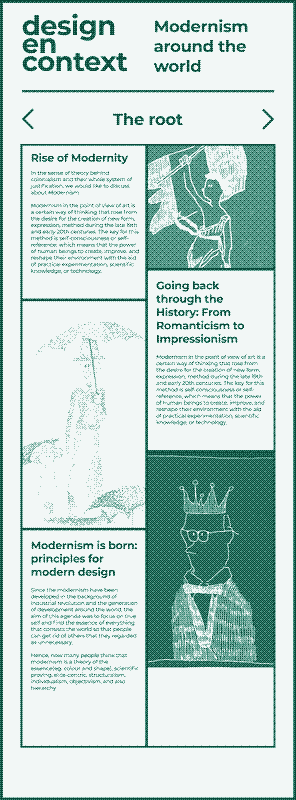 design
en
context
Modernism
around the
world
The root
Rise of Modernity
In the sense of theory behind
colonialism and their whole system of
justification, we would like to discuss
about Modernism.
Modernism in the point of view of art is
a certain way of thinking that rose from
the desire for the creation of new form,
expression, method during the late 19th
and early 20th centuries. The key for this
method is self-consciousness or self-
reference, which means that the power
of human beings to create, improve, and
reshape their environment with the aid
of practical experimentation, scientific
knowledge, or technology.
Going back
through the
History: From
Romanticism to
Impressionism
Modernism in the point of view of art is a
certain way of thinking that rose from
the desire for the creation of new form,
expression, method during the late 19th
and early 20th centuries. The key for this
method is self-consciousness or self-
reference, which means that the power
of human beings to create, improve, and
reshape their environment with the aid
of practical experimentation, scientific
knowledge, or technology.
Modernism is born:
principles for
modern design
Since the modernism have been
developed in the background of
industrial revolution and the generation
of development around the world, the
aim of this agenda was to focus on true
self and find the essence of everything
that consists the world so that people
can get rid of others that they regarded
as unnecessary.
Hence, now many people think that
modernism is a theory of the
essence(eg. colour and shape), scientific
proving, elite-centric, structuralism,
individualism, objectivism, and also
hierarchy